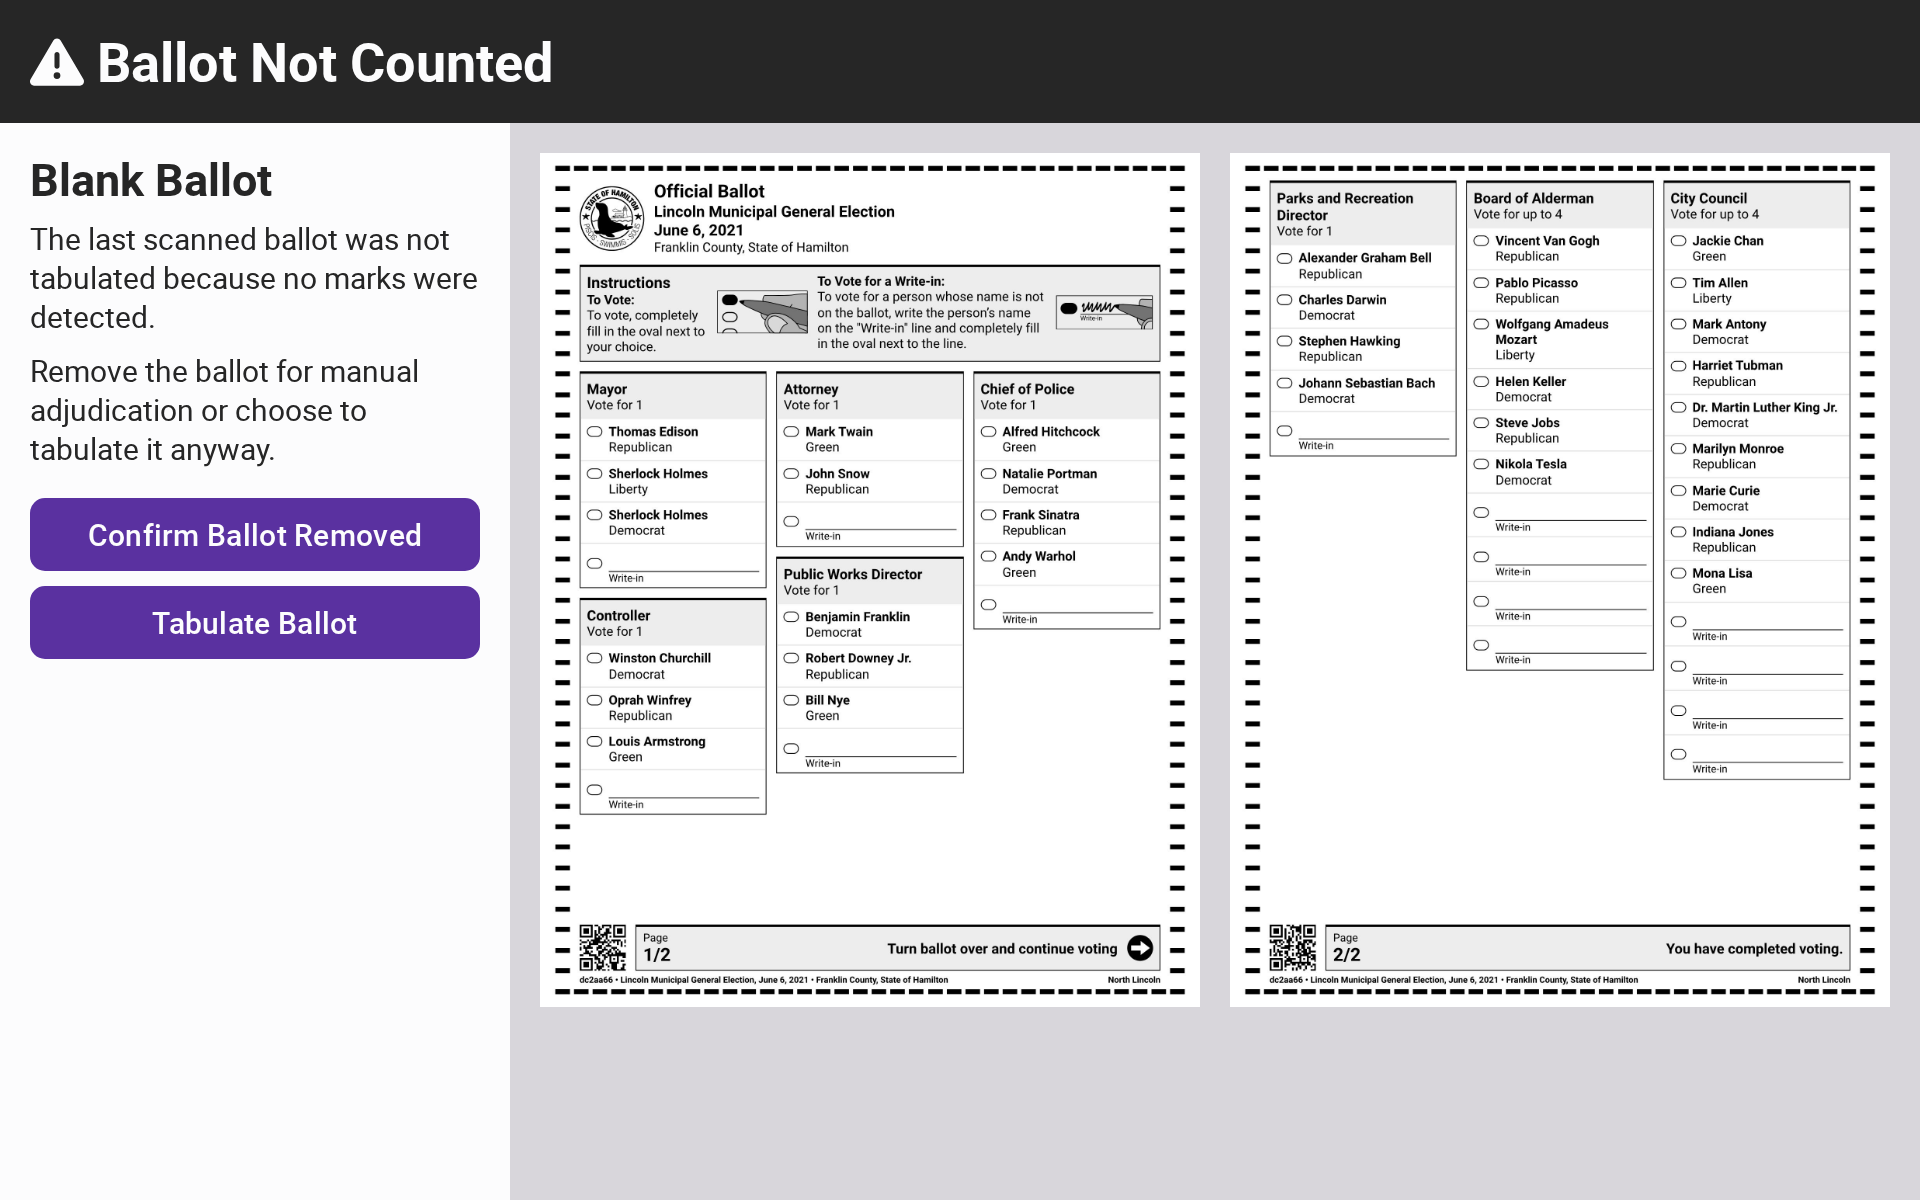 Ballot Not Counted
Blank Ballot
The last scanned ballot was not
tabulated because no marks were
detected.
Remove the ballot for manual
adjudication or choose to
tabulate it anyway.
Confirm Ballot Removed
Tabulate Ballot
STATE OF HAMILTON
Official Ballot
Lincoln Municipal General Election
June 6, 2021
Franklin County, State of Hamilton
Instructions
To Vote:
To vote, completely
fill in the oval next to
your choice.
To Vote for a Write-in:
To vote for a person whose name is not
on the ballot, write the person's name
on the "Write-in" line and completely fill
in the oval next to the line.
Write-in
Mayor
Vote for 1
Thomas Edison
Republican
Sherlock Holmes
Liberty
Sherlock Holmes
Democrat
Write-in
Controller
Vote for 1
Winston Churchill
Democrat
Oprah Winfrey
Republican
Louis Armstrong
Green
Write-in
Attorney
Vote for 1
Mark Twain
Green
John Snow
Republican
Write-in
Public Works Director
Vote for 1
Benjamin Franklin
Democrat
Robert Downey Jr.
Republican
Bill Nye
Green
Write-in
Chief of Police
Vote for 1
Alfred Hitchcock
Green
Natalie Portman
Democrat
Frank Sinatra
Republican
Andy Warhol
Green
Write-in
Page
1/2
Turn ballot over and continue voting
dc2aa66 • Lincoln Municipal General Election, June 6, 2021 • Franklin County, State of Hamilton
North Lincoln
Parks and Recreation
Director
Vote for 1
Alexander Graham Bell
Republican
Charles Darwin
Democrat
Stephen Hawking
Republican
Johann Sebastian Bach
Democrat
Write-in
Board of Alderman
Vote for up to 4
Vincent Van Gogh
Republican
Pablo Picasso
Republican
Wolfgang Amadeus
Mozart
Liberty
Helen Keller
Democrat
Steve Jobs
Republican
Nikola Tesla
Democrat
Write-in
Write-in
Write-in
Write-in
City Council
Vote for up to 4
Jackie Chan
Green
Tim Allen
Liberty
Mark Antony
Democrat
Harriet Tubman
Republican
Dr. Martin Luther King Jr.
Democrat
Marilyn Monroe
Republican
Marie Curie
Democrat
Indiana Jones
Republican
Mona Lisa
Green
Write-in
Write-in
Write-in
Write-in
Page
2/2
You have completed voting.
dc2aa66 • Lincoln Municipal General Election, June 6, 2021 • Franklin County, State of Hamilton
North Lincoln